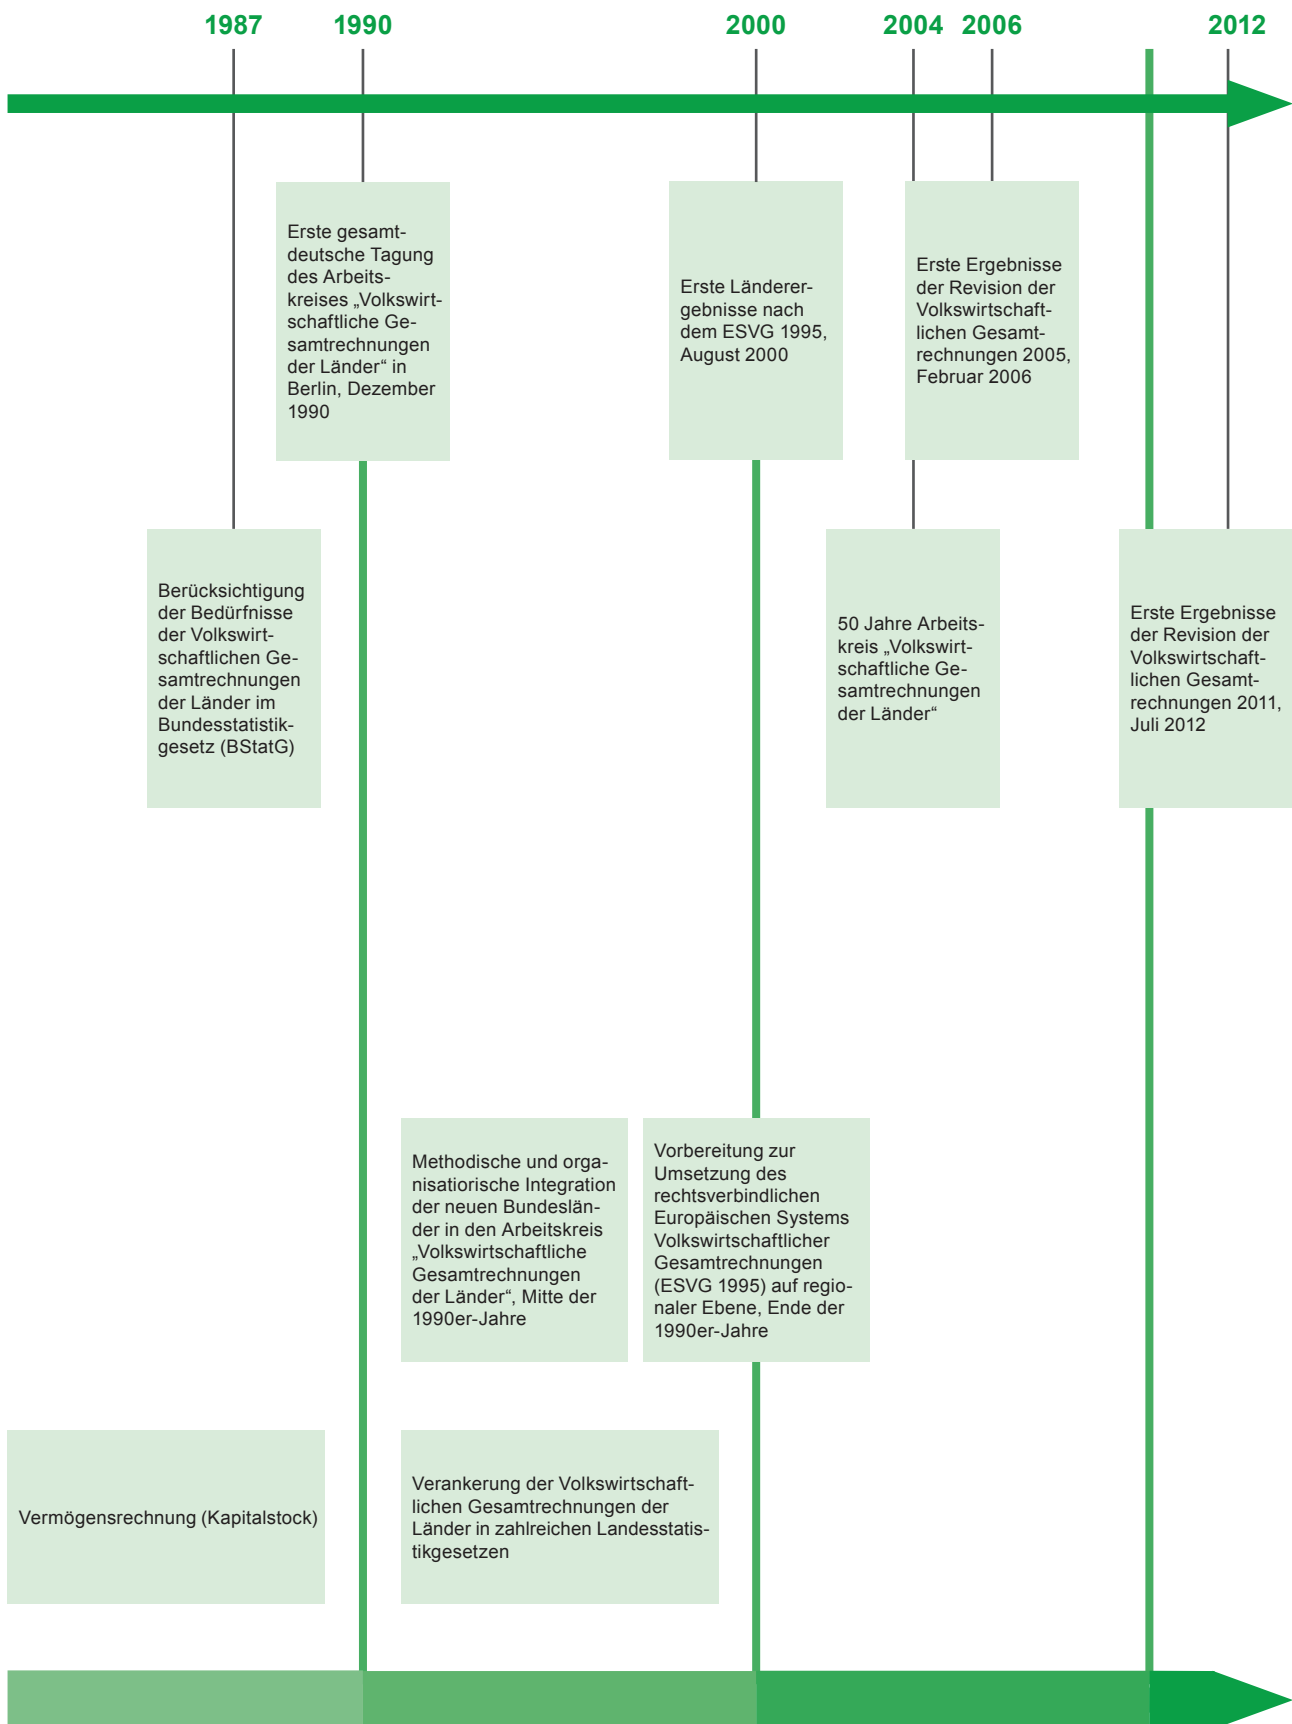 1987 1990 2000 2004 2006 2012
Erste gesamt-
deutsche Tagung
des Arbeits-
kreises „Volkswirt-
schaftliche Ge-
samtrechnungen
der Länder“ in
Berlin, Dezember
1990
Erste Länderer-
gebnisse nach
dem ESVG 1995,
August 2000
Erste Ergebnisse
der Revision der
Volkswirtschaft-
lichen Gesamt-
rechnungen 2005,
Februar 2006
Berücksichtigung
der Bedürfnisse
der Volkswirt-
schaftlichen Ge-
samtrechnungen
der Länder im
Bundesstatistik-
gesetz (BStatG)
50 Jahre Arbeits-
kreis „Volkswirt-
schaftliche Ge-
samtrechnungen
der Länder“
Erste Ergebnisse
der Revision der
Volkswirtschaft-
lichen Gesamt-
rechnungen 2011,
Juli 2012
Methodische und orga-
nisatiorische Integration
der neuen Bundeslän-
der in den Arbeitskreis
„Volkswirtschaftliche
Gesamtrechnungen
der Länder“, Mitte der
1990er-Jahre
Vorbereitung zur
Umsetzung des
rechtsverbindlichen
Europäischen Systems
Volkswirtschaftlicher
Gesamtrechnungen
(ESVG 1995) auf regio-
naler Ebene, Ende der
1990er-Jahre
Vermögensrechnung (Kapitalstock)
Verankerung der Volkswirtschaft-
lichen Gesamtrechnungen der
Länder in zahlreichen Landesstatis-
tikgesetzen